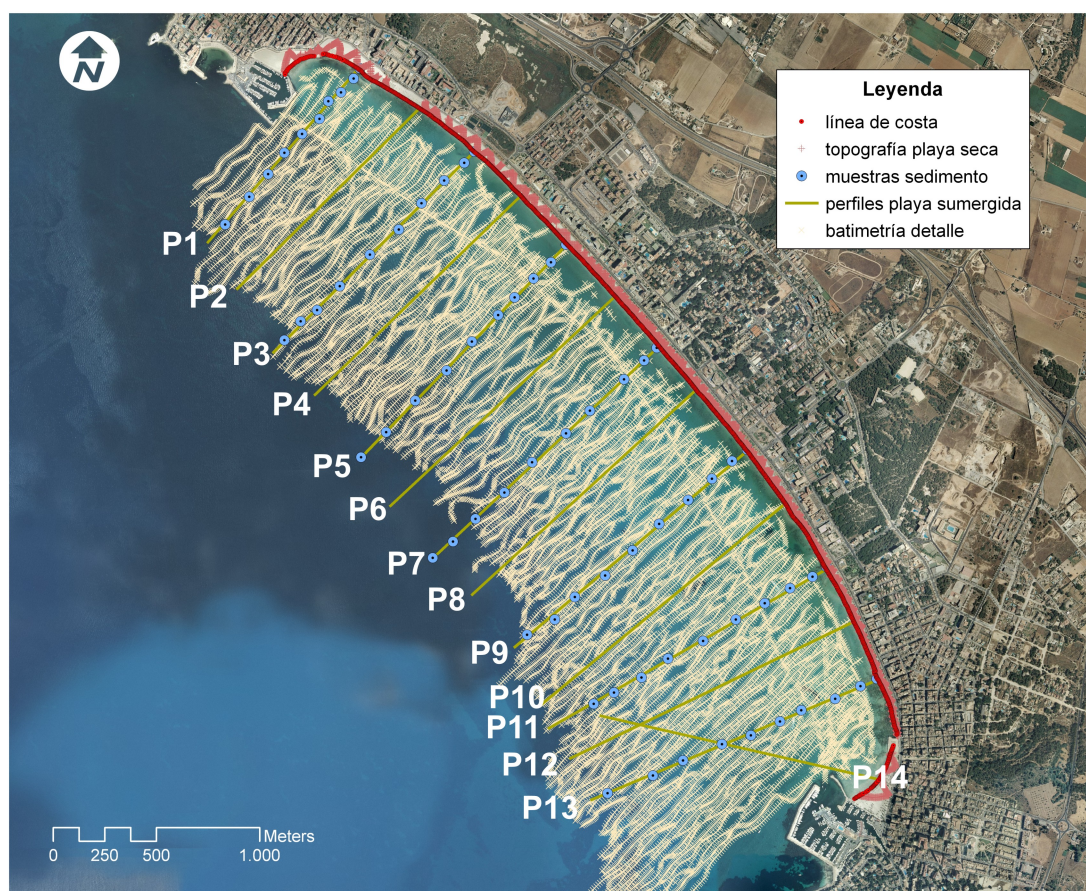 N
Leyenda
línea de costa
topografía playa seca
muestras sedimento
perfiles playa sumergida
batimetría detalle
P1
P2
P3
P4
P5
P6
P7
P8
P9
P10
P11
P12
P14
P13
Meters
0 250 500 1.000